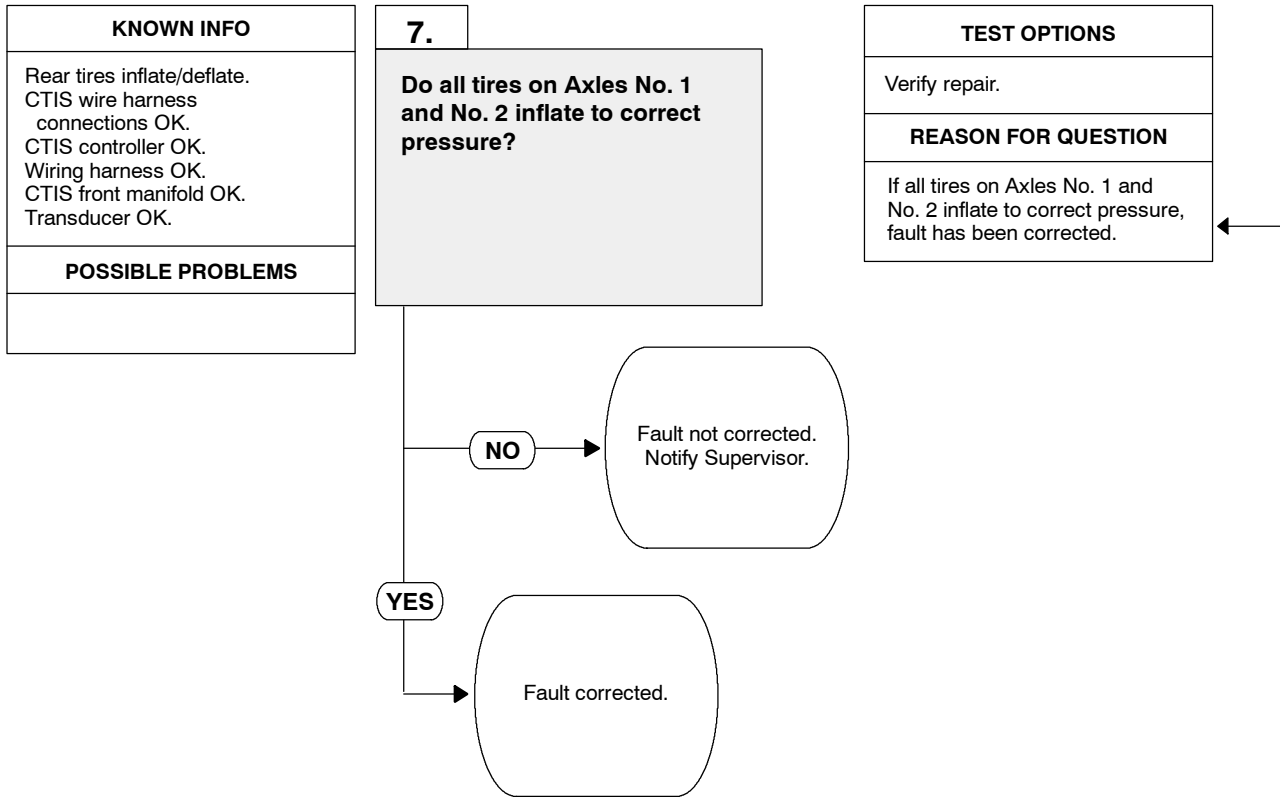 KNOWN INFO
Rear tires inflate/deflate.
CTIS wire harness
connections OK.
CTIS controller OK.
Wiring harness OK.
CTIS front manifold OK.
Transducer OK.
POSSIBLE PROBLEMS
7.
Do all tires on Axles No. 1
and No. 2 inflate to correct
pressure?
TEST OPTIONS
Verify repair.
REASON FOR QUESTION
If all tires on Axles No. 1 and
No. 2 inflate to correct pressure,
fault has been corrected.
NO
Fault not corrected.
Notify Supervisor.
YES
Fault corrected.